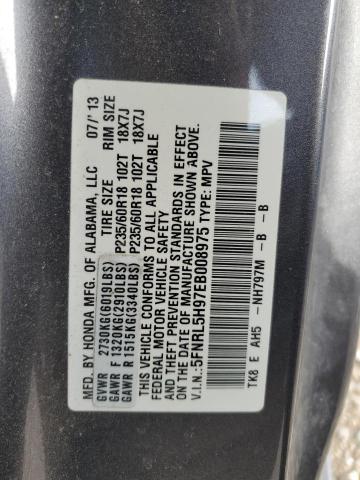 MFD. BY HONDA MFG. OF ALABAMA, LLC 07/'13
TIRE SIZE RIM SIZE
GVWR 2730KG(6019LBS)
GAWR F 1320KG(2910LBS) P235/60R18 102T 18X7J
GAWR R 1515KG(3340LBS) P235/60R18 102T 18X7J
THIS VEHICLE CONFORMS TO ALL APPLICABLE
FEDERAL MOTOR VEHICLE SAFETY
AND THEFT PREVENTION STANDARDS IN EFFECT
ON THE DATE OF MANUFACTURE SHOWN ABOVE.
V.I.N.: 5FNRL5H97EB008975 TYPE: MPV
TK8 E AH5 -NH797M - B - B